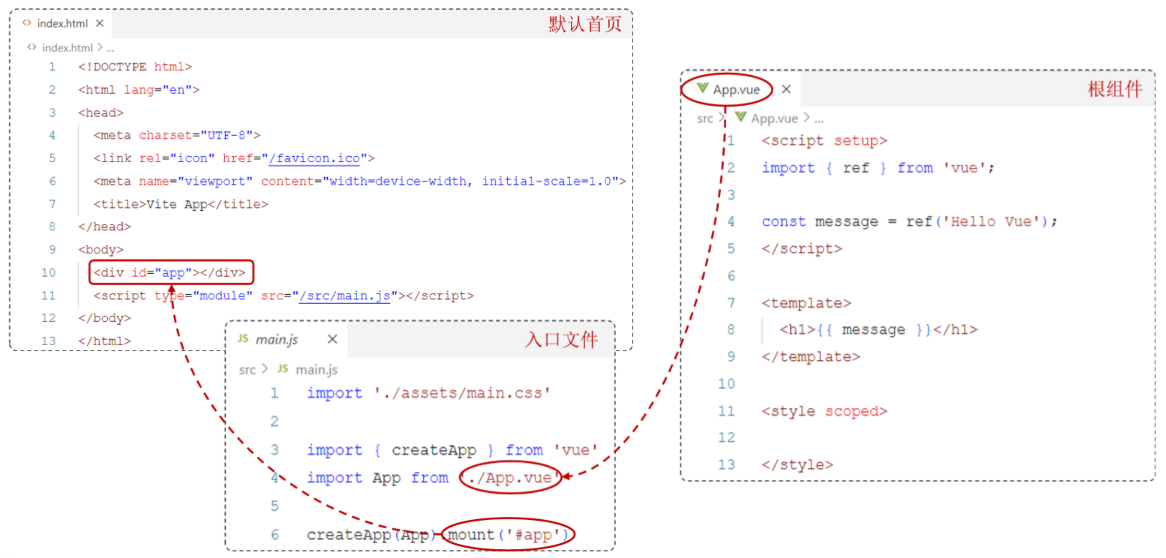 index.html ×
默认首页
index.html > ...
1 <!DOCTYPE html>
2 <html lang="en">
3 <head>
4 <meta charset="UTF-8">
5 <link rel="icon" href="/favicon.ico">
6 <meta name="viewport" content="width=device-width, initial-scale=1.0">
7 <title>Vite App</title>
8 </head>
9 <body>
10 <div id="app"></div>
11 <script type="module" src="/src/main.js"></script>
12 </body>
13 </html>
JS main.js ×
入口文件
src > JS main.js
1 import './assets/main.css'
2
3 import { createApp } from 'vue'
4 import App from './App.vue'
5
6 createApp(App).mount('#app')
App.vue ×
根组件
src > App.vue > ...
1 <script setup>
2 import { ref } from 'vue';
3
4 const message = ref('Hello Vue');
5 </script>
6
7 <template>
8 <h1>{{ message }}</h1>
9 </template>
10
11 <style scoped>
12
13 </style>